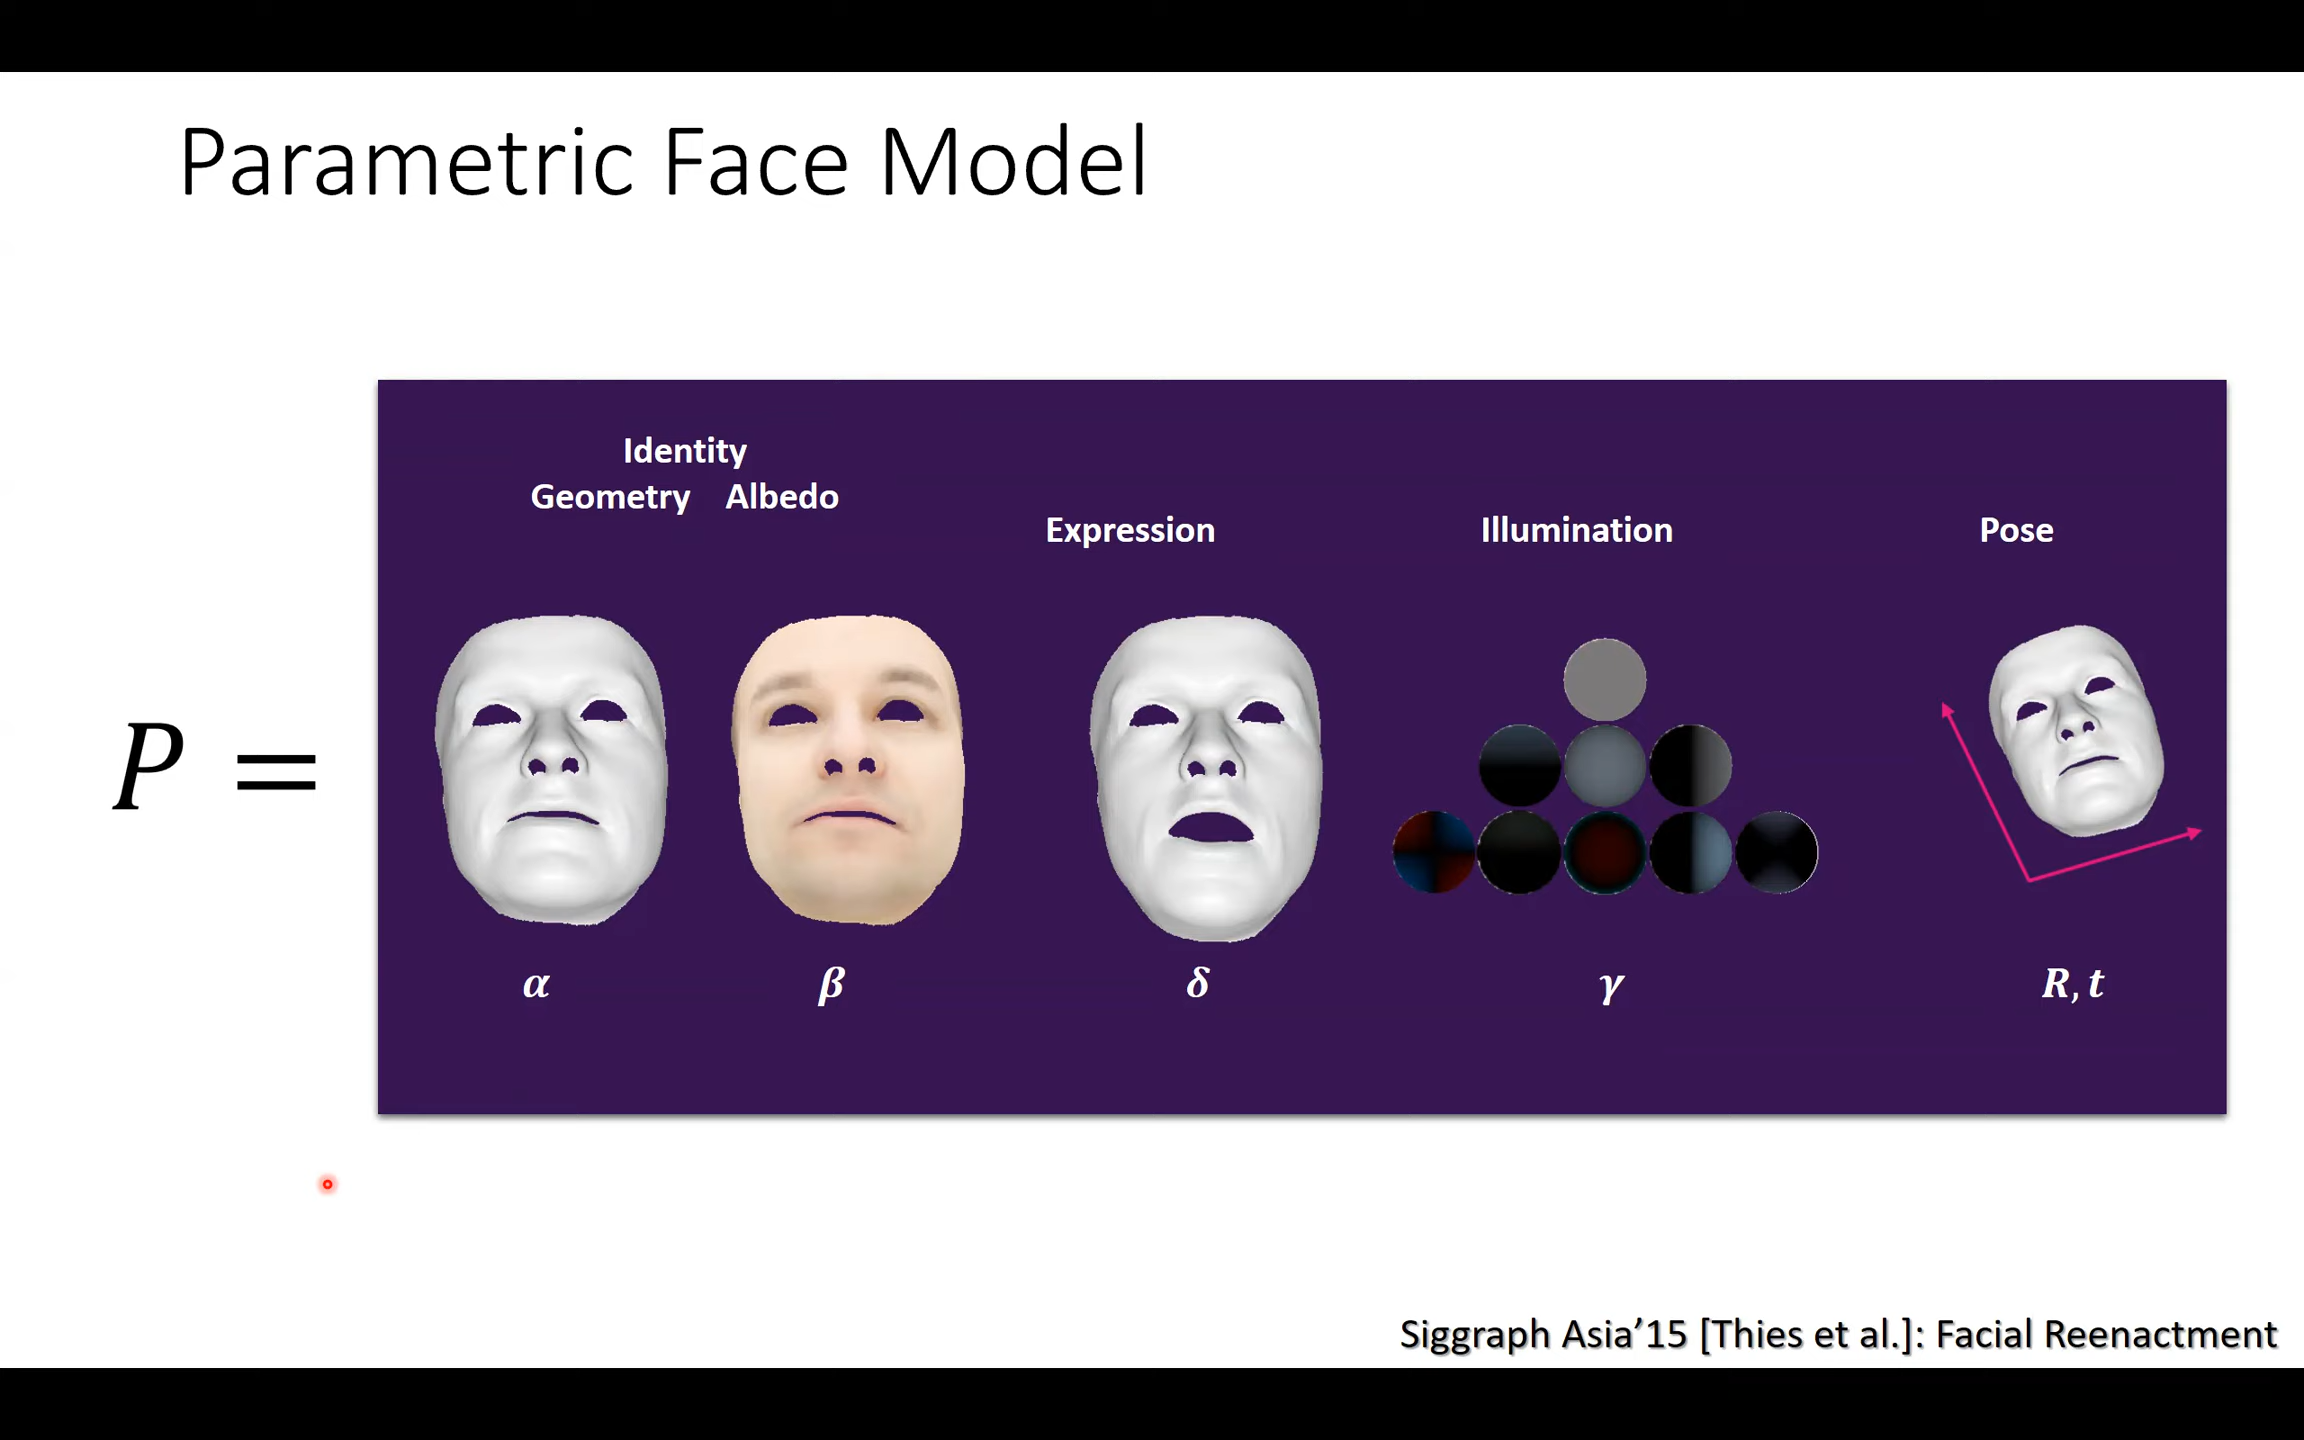 Parametric Face Model
Identity
Geometry Albedo
Expression
Illumination
Pose
P =
α
β
δ
γ
R, t
Siggraph Asia’15 [Thies et al.]: Facial Reenactment